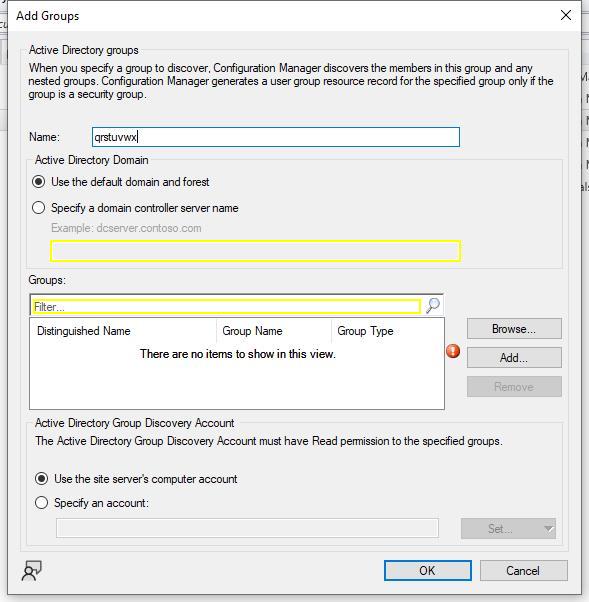 Add Groups
Active Directory groups
When you specify a group to discover, Configuration Manager discovers the members in this group and any
nested groups. Configuration Manager generates a user group resource record for the specified group only if the
group is a security group.
Name: qrstuvwx
Active Directory Domain
Use the default domain and forest
Specify a domain controller server name
Example: dcserver.contoso.com
Groups:
Filter...
Distinguished Name Group Name Group Type
There are no items to show in this view.
Browse...
Add...
Remove
Active Directory Group Discovery Account
The Active Directory Group Discovery Account must have Read permission to the specified groups.
Use the site server's computer account
Specify an account:
Set...
OK Cancel